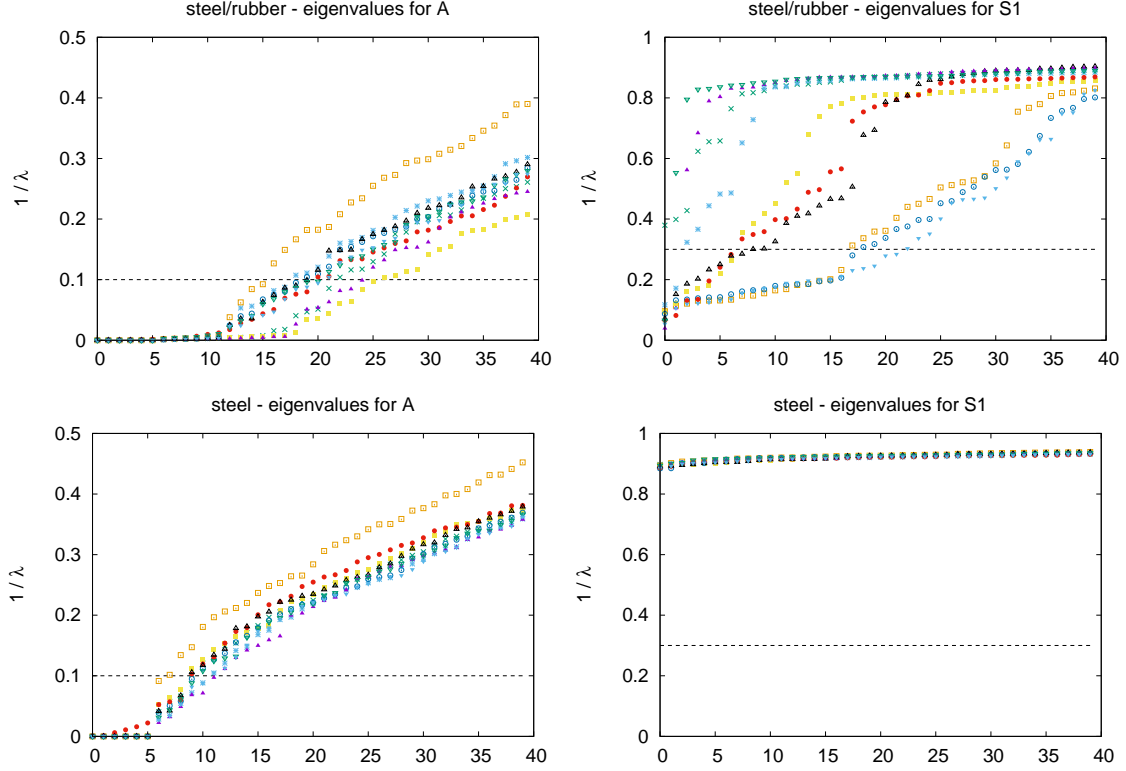 steel/rubber - eigenvalues for A
0.5
0.4
0.3
0.2
0.1
0
1 / λ
0 5 10 15 20 25 30 35 40
steel/rubber - eigenvalues for S1
1
0.8
0.6
0.4
0.2
0
1 / λ
0 5 10 15 20 25 30 35 40
steel - eigenvalues for A
0.5
0.4
0.3
0.2
0.1
0
1 / λ
0 5 10 15 20 25 30 35 40
steel - eigenvalues for S1
1
0.8
0.6
0.4
0.2
0
1 / λ
0 5 10 15 20 25 30 35 40